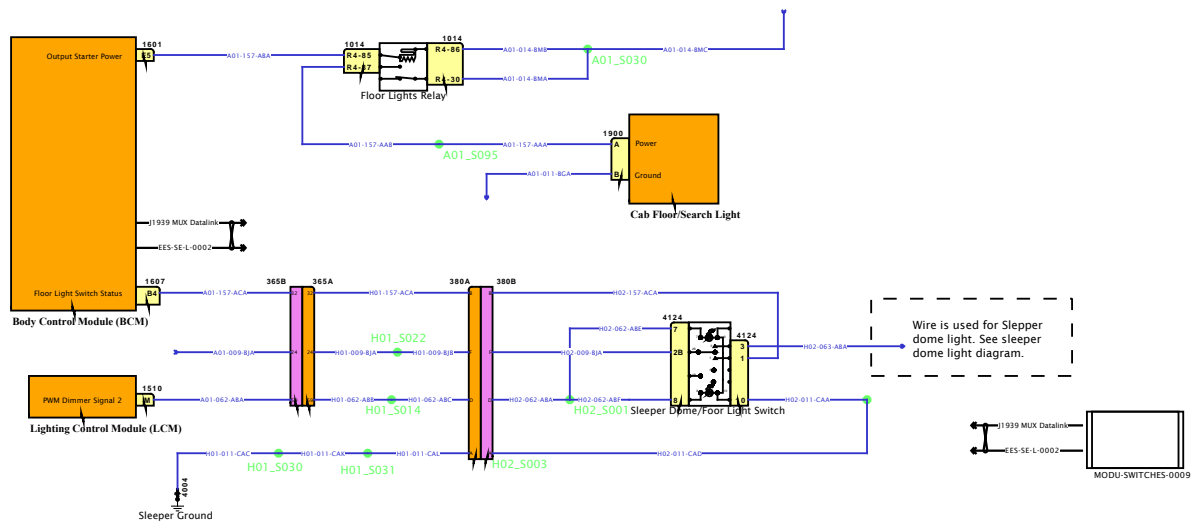 1601
Output Starter Power
E5
A01-157-ABA
1014
1014
R4-85
R4-86
R4-87
R4-30
Floor Lights Relay
A01-014-BMB
A01-014-BMC
A01-014-BMA
A01_S030
A01-157-AAB
A01_S095
A01-157-AAA
1900
A
Power
B
Ground
A01-011-BGA
Cab Floor/Search Light
J1939 MUX Datalink
EES-SE-L-0002
1607
Floor Light Switch Status
B4
Body Control Module (BCM)
A01-157-ACA
365B
365A
H01-157-ACA
380A
380B
H02-157-ACA
H01_S022
A01-009-BJA
24
H01-009-BJA
H01-009-BJB
H02-009-BJA
H02-062-ABE
4124
7
2B
8
4124
3
1
H02-063-ABA
Wire is used for Slepper
dome light. See sleeper
dome light diagram.
1510
PWM Dimmer Signal 2
M
Lighting Control Module (LCM)
A01-062-ABA
H01-062-ABB
H01_S014
H01-062-ABC
H02-062-ABA
H02_S001
H02-062-ABF
Sleeper Dome/Foor Light Switch
H02-011-CAA
H01-011-CAC
H01_S030
H01-011-CAK
H01_S031
H01-011-CAL
H02_S003
H02-011-CAD
4004
Sleeper Ground
J1939 MUX Datalink
EES-SE-L-0002
MODU-SWITCHES-0009